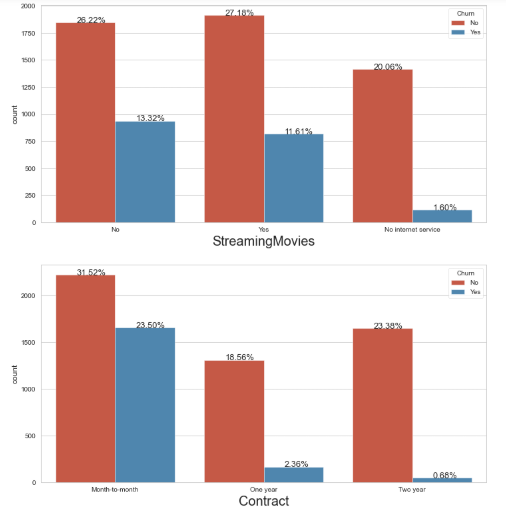 2000
1750
1500
1250
1000
750
500
250
0
count
26.22%
13.32%
27.18%
11.61%
20.06%
1.60%
Churn
No
Yes
No
Yes
No internet service
StreamingMovies
2000
1500
1000
500
0
count
31.52%
23.50%
18.56%
2.36%
23.38%
0.68%
Churn
No
Yes
Month-to-month
One year
Two year
Contract